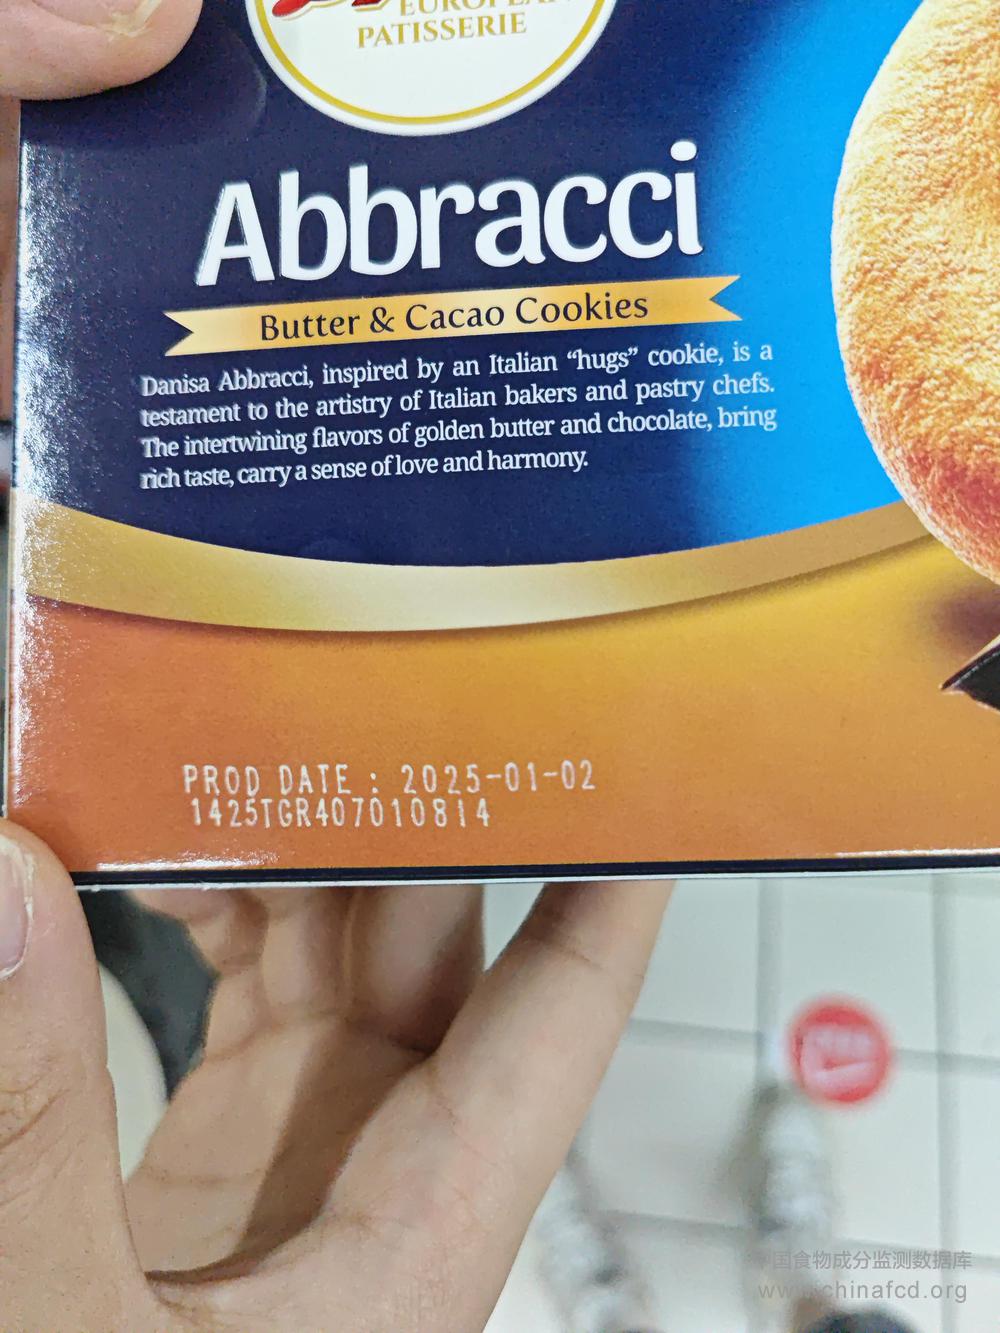 EUROPEAN
PATISSERIE
Abbracci
Butter & Cacao Cookies
Danisa Abbracci, inspired by an Italian “hugs” cookie, is a
testament to the artistry of Italian bakers and pastry chefs.
The intertwining flavors of golden butter and chocolate, bring
rich taste, carry a sense of love and harmony.
PROD DATE : 2025-01-02
1425TGR407010814
中国食物成分监测数据库
www.chinafcd.org